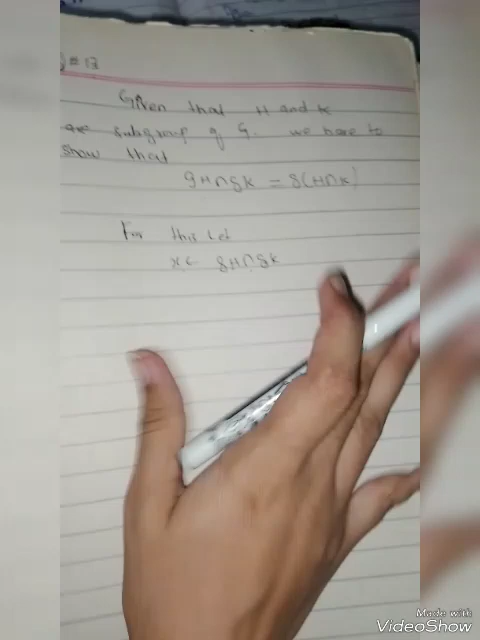 Q # 13
Given that H and K
are subgroup of G. we have to
show that
gH∩gK = g(H∩K)
For this Let
x ∈ gH∩gK
Made with
VideoShow